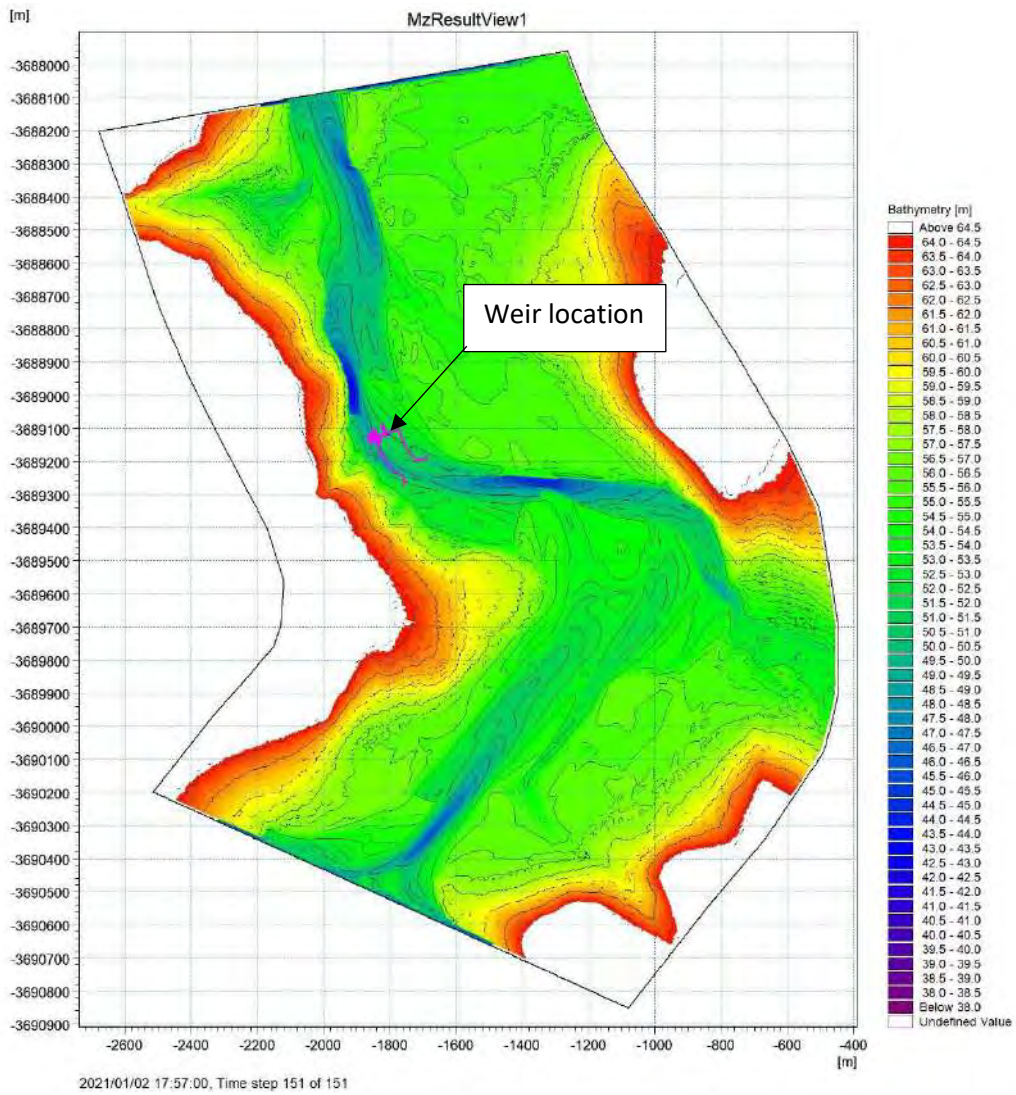 [m]
MzResultView1
-3688000
-3688100
-3688200
-3688300
-3688400
-3688500
-3688600
-3688700
-3688800
-3688900
-3689000
-3689100
-3689200
-3689300
-3689400
-3689500
-3689600
-3689700
-3689800
-3689900
-3690000
-3690100
-3690200
-3690300
-3690400
-3690500
-3690600
-3690700
-3690800
-3690900
Weir location
-2600 -2400 -2200 -2000 -1800 -1600 -1400 -1200 -1000 -800 -600 -400
[m]
2021/01/02 17:57:00, Time step 151 of 151
Bathymetry [m]
Above 64.5
64.0 - 64.5
63.5 - 64.0
63.0 - 63.5
62.5 - 63.0
62.0 - 62.5
61.5 - 62.0
61.0 - 61.5
60.5 - 61.0
60.0 - 60.5
59.5 - 60.0
59.0 - 59.5
58.5 - 59.0
58.0 - 58.5
57.5 - 58.0
57.0 - 57.5
56.5 - 57.0
56.0 - 56.5
55.5 - 56.0
55.0 - 55.5
54.5 - 55.0
54.0 - 54.5
53.5 - 54.0
53.0 - 53.5
52.5 - 53.0
52.0 - 52.5
51.5 - 52.0
51.0 - 51.5
50.5 - 51.0
50.0 - 50.5
49.5 - 50.0
49.0 - 49.5
48.5 - 49.0
48.0 - 48.5
47.5 - 48.0
47.0 - 47.5
46.5 - 47.0
46.0 - 46.5
45.5 - 46.0
45.0 - 45.5
44.5 - 45.0
44.0 - 44.5
43.5 - 44.0
43.0 - 43.5
42.5 - 43.0
42.0 - 42.5
41.5 - 42.0
41.0 - 41.5
40.5 - 41.0
40.0 - 40.5
39.5 - 40.0
39.0 - 39.5
38.5 - 39.0
38.0 - 38.5
Below 38.0
Undefined Value